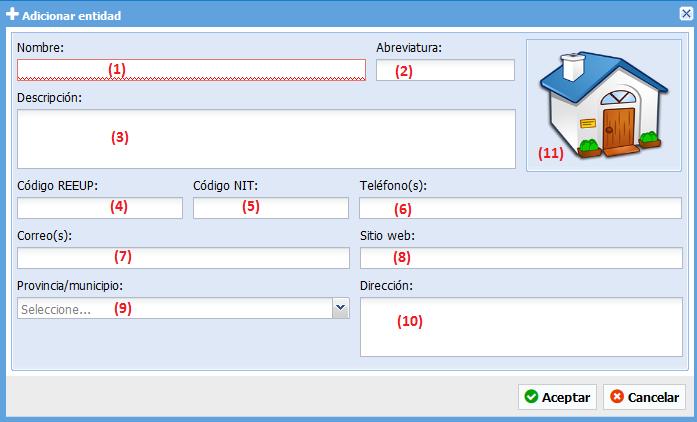 Adicionar entidad
Nombre: Abreviatura:
(1) (2)
Descripción:
(3)
(11)
Código REEUP: Código NIT: Teléfono(s):
(4) (5) (6)
Correo(s): Sitio web:
(7) (8)
Provincia/municipio: Dirección:
Seleccione... (9) (10)
Aceptar Cancelar